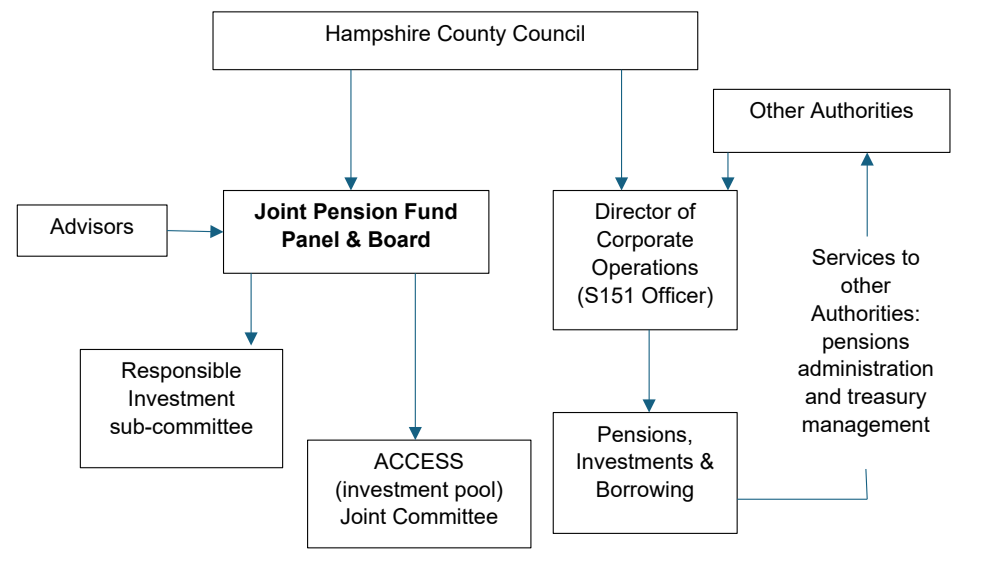 Hampshire County Council
Other Authorities
Advisors
Joint Pension Fund
Panel & Board
Director of
Corporate
Operations
(S151 Officer)
Services to
other
Authorities:
pensions
administration
and treasury
management
Responsible
Investment
sub-committee
ACCESS
(investment pool)
Joint Committee
Pensions,
Investments &
Borrowing